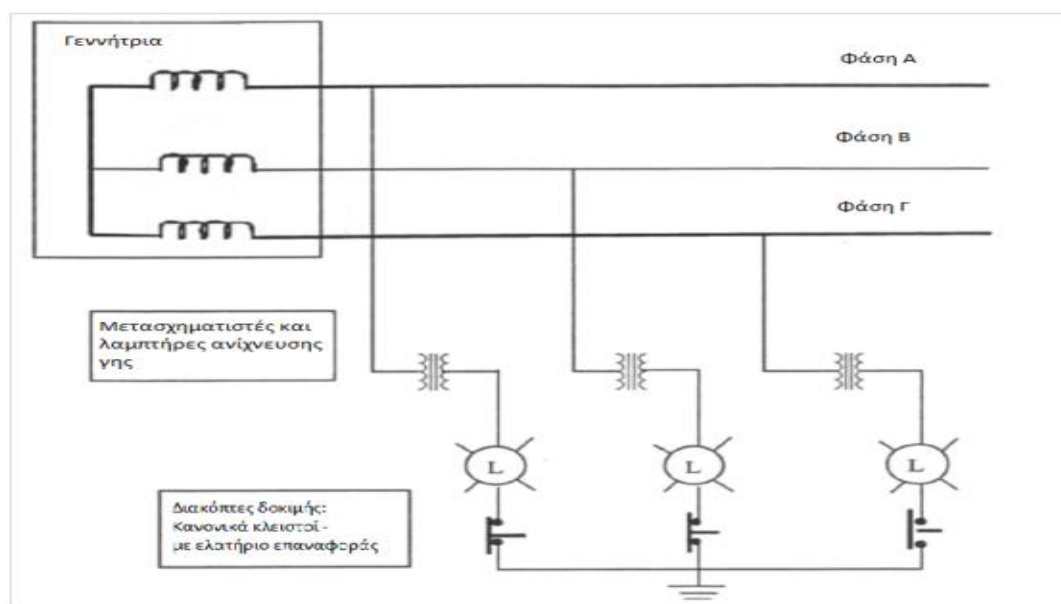 Γεννήτρια
Φάση Α
Φάση Β
Φάση Γ
Μετασχηματιστές και
λαμπτήρες ανίχνευσης
γης
L
L
L
Διακόπτες δοκιμής:
Κανονικά κλειστοί -
με ελατήριο επαναφοράς